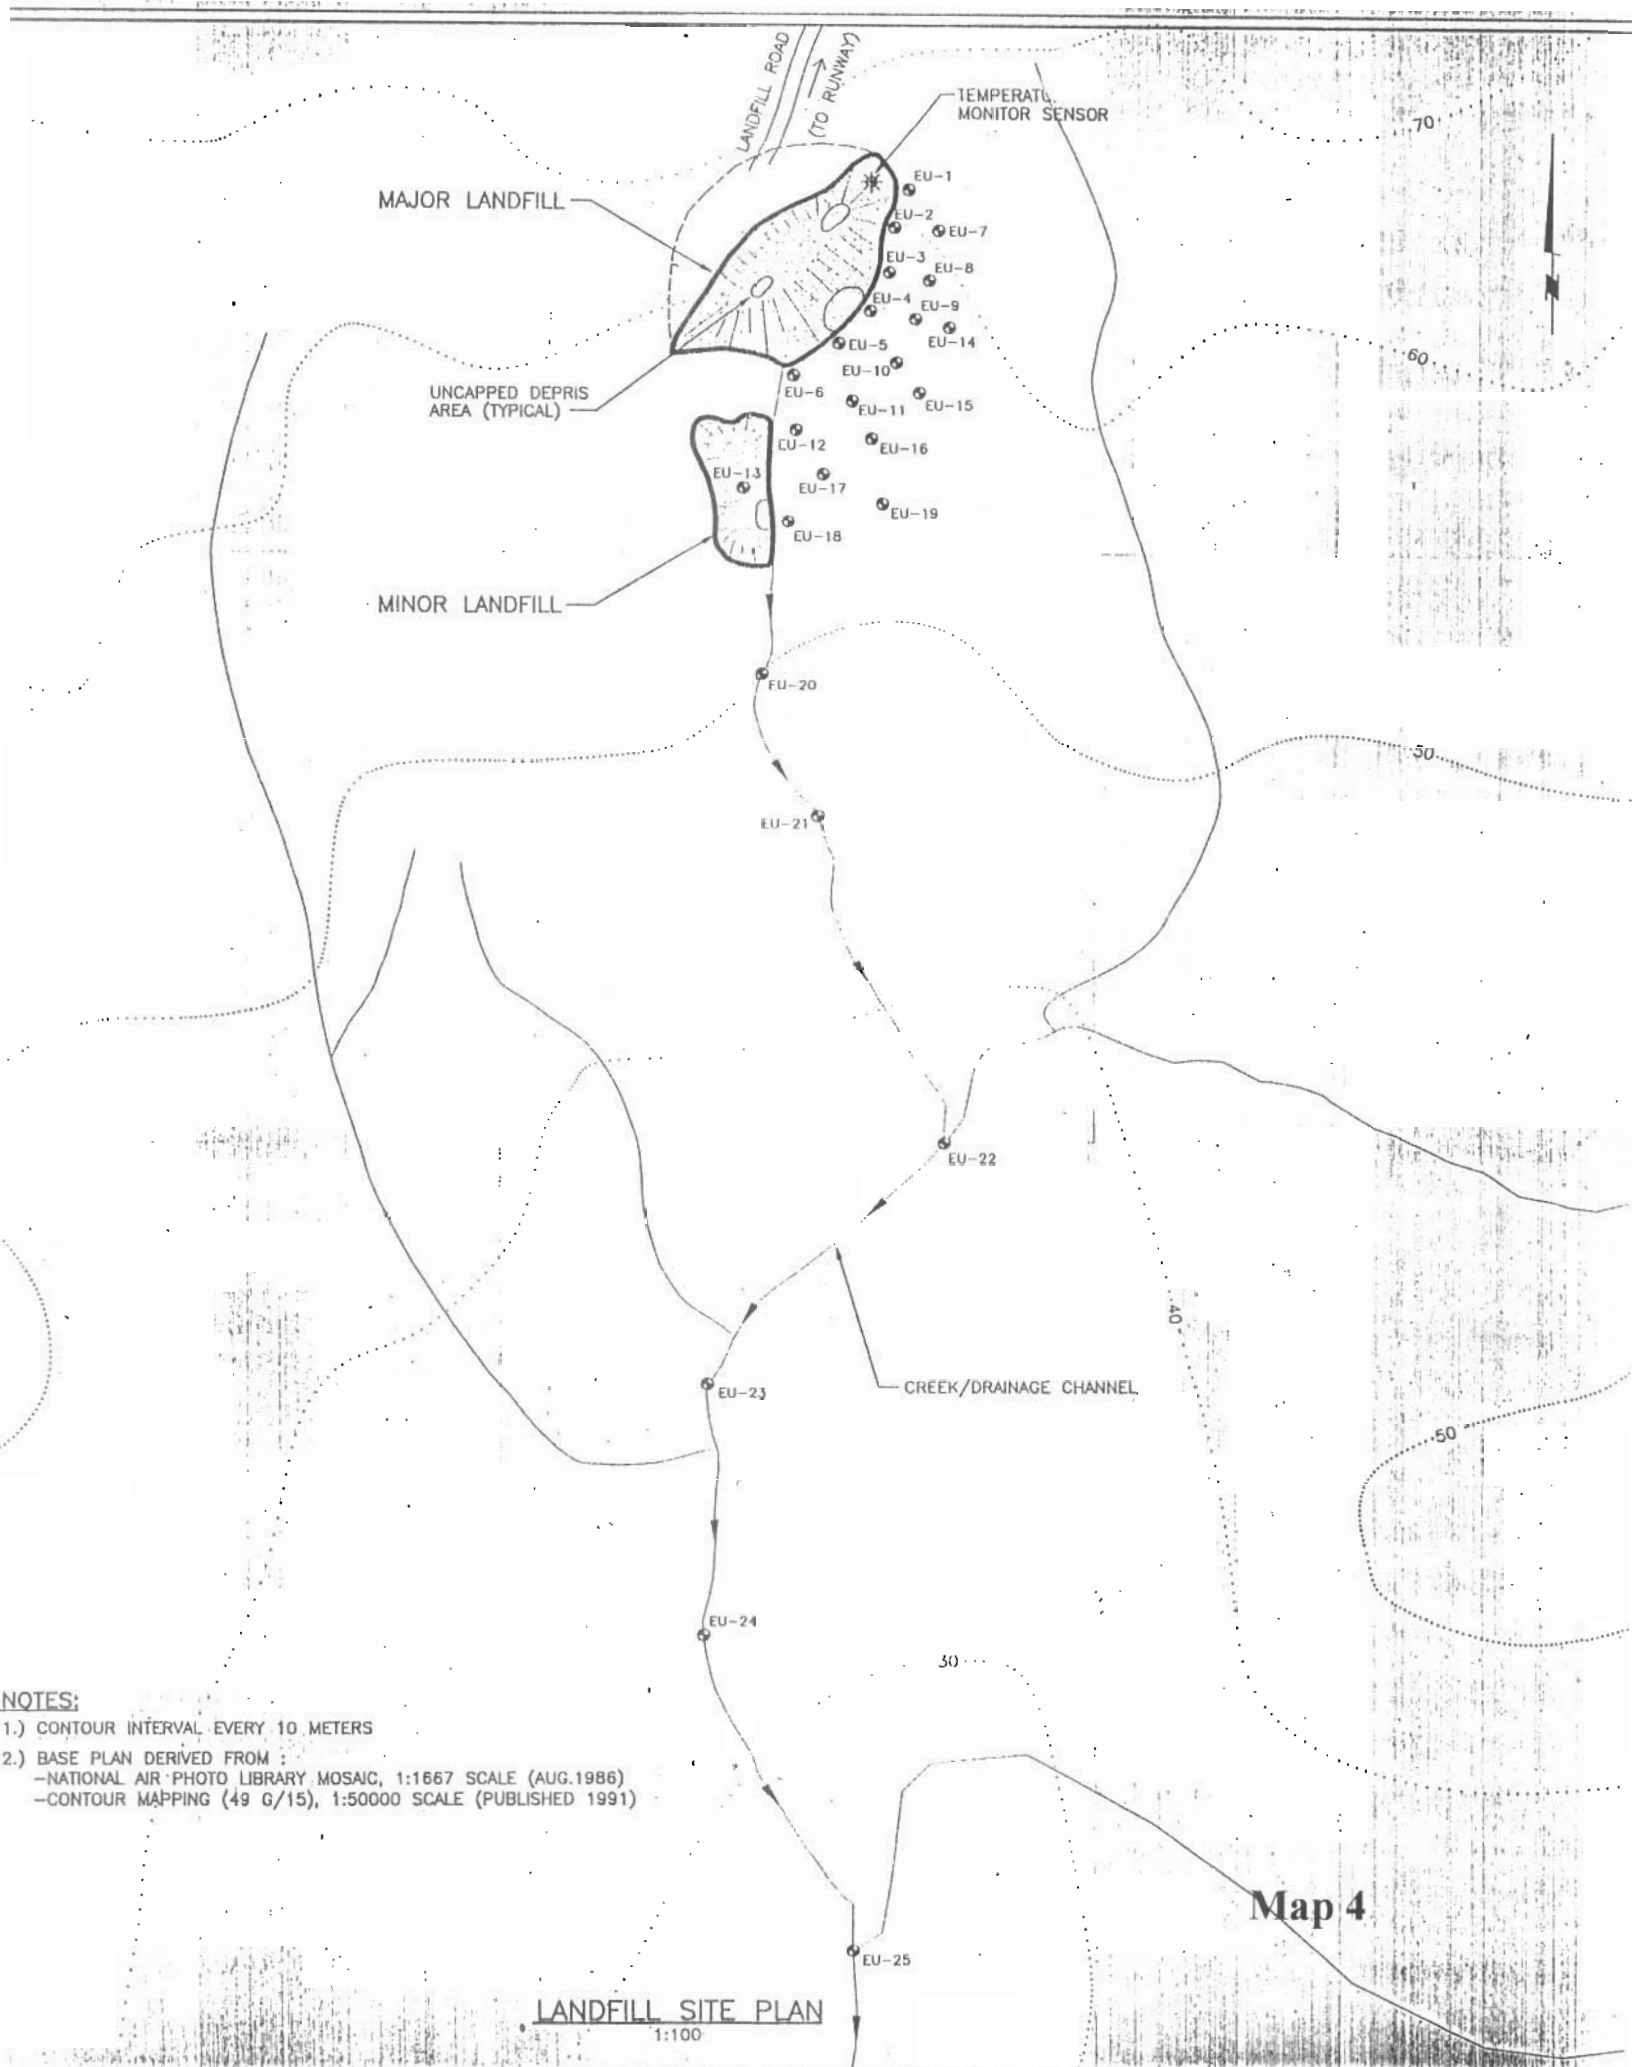 LANDFILL ROAD
(TO RUNWAY)
MONITOR SENSOR
70
EU-1
MAJOR LANDFILL
EU-2
EU-7
EU-3
EU-8
EU-4
EU-9
EU-14
EU-5
60
EU-10
EU-6
UNCAPPED DEPRIS
AREA (TYPICAL)
EU-15
EU-11
EU-12
EU-16
EU-13
EU-17
EU-19
EU-18
MINOR LANDFILL
EU-20
50
EU-21
EU-22
40
EU-23
CREEK/DRAINAGE CHANNEL
50
EU-24
30
NOTES:
1.) CONTOUR INTERVAL EVERY 10 METERS
2.) BASE PLAN DERIVED FROM :
-NATIONAL AIR PHOTO LIBRARY MOSAIC, 1:1667 SCALE (AUG.1986)
-CONTOUR MAPPING (49 G/15), 1:50000 SCALE (PUBLISHED 1991)
Map 4
EU-25
LANDFILL SITE PLAN
1:100